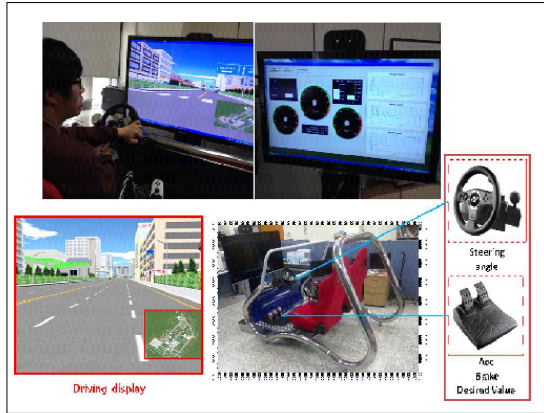 Steering
angle
Acc
Brake
Desired Value
Driving display